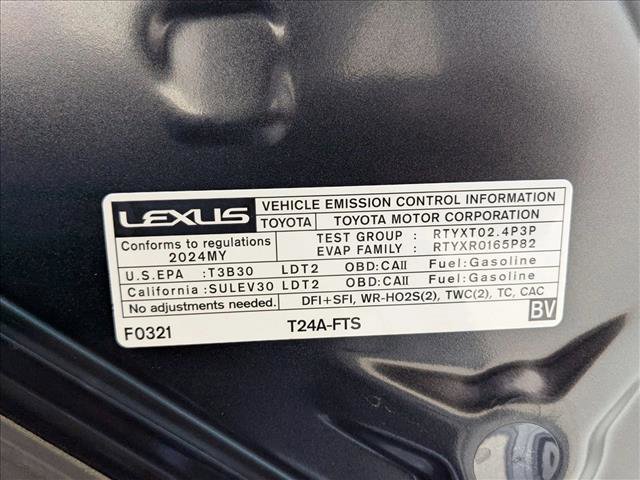 LEXUS VEHICLE EMISSION CONTROL INFORMATION
TOYOTA TOYOTA MOTOR CORPORATION
Conforms to regulations TEST GROUP : RTYXT02.4P3P
2024MY EVAP FAMILY : RTYXR0165P82
U.S.EPA :T3B30 LDT2 OBD:CAII Fuel:Gasoline
California :SULEV30 LDT2 OBD:CAII Fuel:Gasoline
No adjustments needed. DFI+SFI, WR-HO2S(2), TWC(2), TC, CAC
F0321 T24A-FTS BV